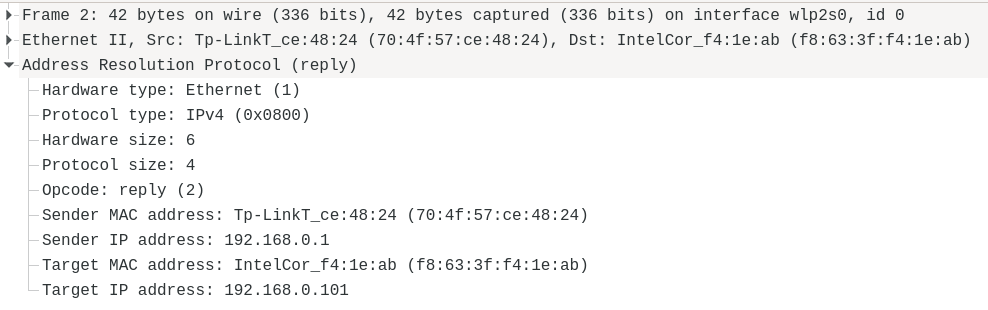 Frame 2: 42 bytes on wire (336 bits), 42 bytes captured (336 bits) on interface wlp2s0, id 0
Ethernet II, Src: Tp-LinkT_ce:48:24 (70:4f:57:ce:48:24), Dst: IntelCor_f4:1e:ab (f8:63:3f:f4:1e:ab)
Address Resolution Protocol (reply)
Hardware type: Ethernet (1)
Protocol type: IPv4 (0x0800)
Hardware size: 6
Protocol size: 4
Opcode: reply (2)
Sender MAC address: Tp-LinkT_ce:48:24 (70:4f:57:ce:48:24)
Sender IP address: 192.168.0.1
Target MAC address: IntelCor_f4:1e:ab (f8:63:3f:f4:1e:ab)
Target IP address: 192.168.0.101